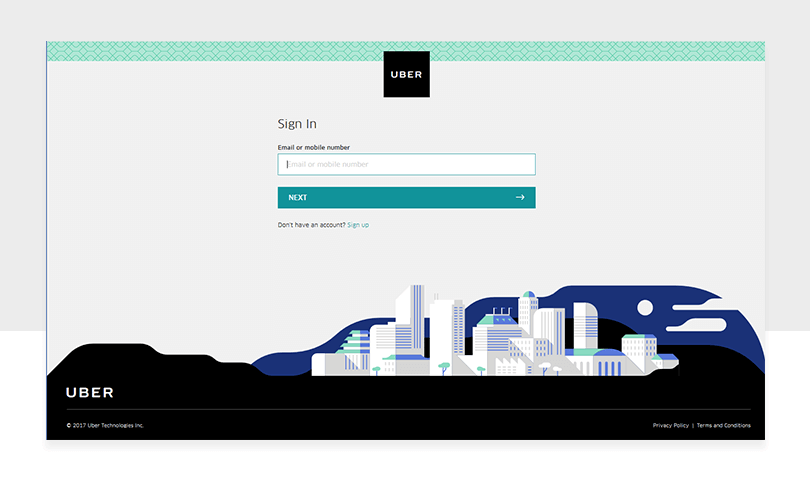 UBER
Sign In
Email or mobile number
Email or mobile number
NEXT
Don't have an account? Sign up
UBER
© 2017 Uber Technologies Inc.
Privacy Policy | Terms and Conditions